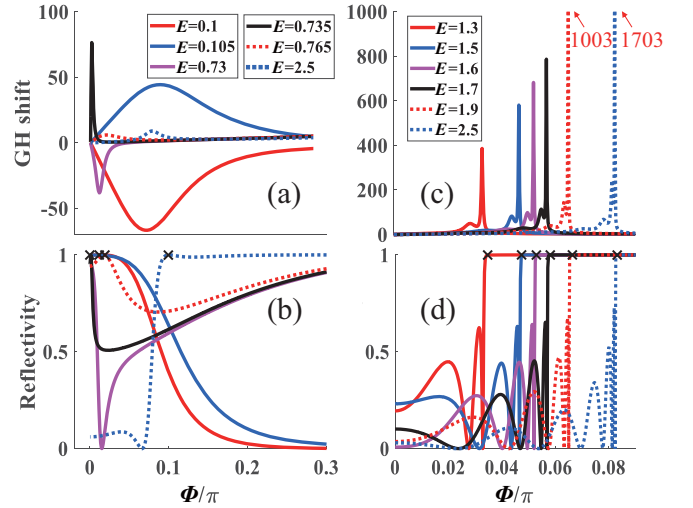 100
50
0
-50
GH shift
E=0.1
E=0.105
E=0.73
E=0.735
E=0.765
E=2.5
(a)
1000
800
600
400
200
0
E=1.3
E=1.5
E=1.6
E=1.7
E=1.9
E=2.5
1003 1703
(c)
1
0.5
0
Reflectivity
(b)
0 0.1 0.2 0.3
Φ/π
1
0.5
0
(d)
0 0.02 0.04 0.06 0.08
Φ/π